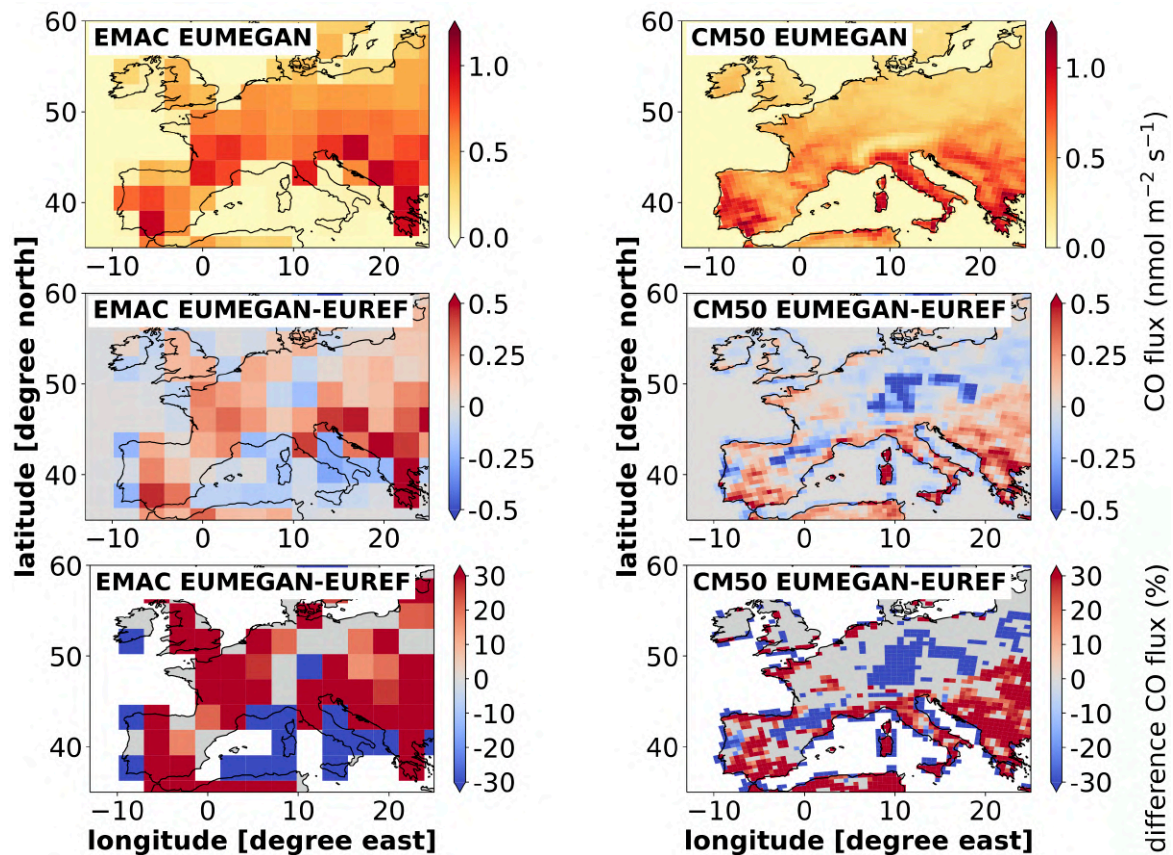 EMAC EUMEGAN
60
50
40
−10 0 10 20
1.0
0.5
0.0
CM50 EUMEGAN
60
50
40
−10 0 10 20
1.0
0.5
0.0
EMAC EUMEGAN-EUREF
60
50
40
−10 0 10 20
0.5
0.25
0
-0.25
-0.5
CM50 EUMEGAN-EUREF
60
50
40
−10 0 10 20
0.5
0.25
0
-0.25
-0.5
EMAC EUMEGAN-EUREF
60
50
40
−10 0 10 20
30
20
10
0
-10
-20
-30
CM50 EUMEGAN-EUREF
60
50
40
−10 0 10 20
30
20
10
0
-10
-20
-30
latitude [degree north]
latitude [degree north]
longitude [degree east]
longitude [degree east]
CO flux (nmol m⁻² s⁻¹)
difference CO flux (%)